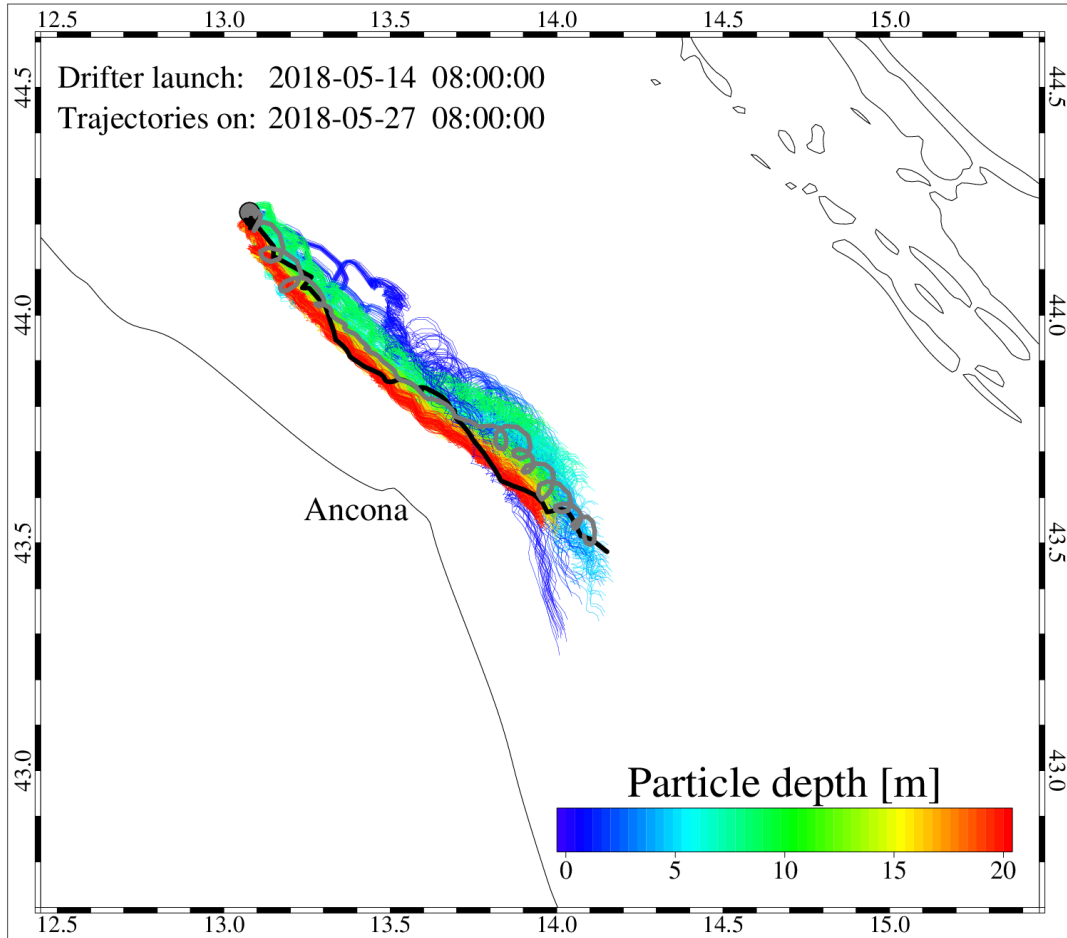 12.5 13.0 13.5 14.0 14.5 15.0
44.5 44.5
Drifter launch: 2018-05-14 08:00:00
Trajectories on: 2018-05-27 08:00:00
44.0 44.0
Ancona
43.5 43.5
43.0 43.0
Particle depth [m]
0 5 10 15 20
12.5 13.0 13.5 14.0 14.5 15.0